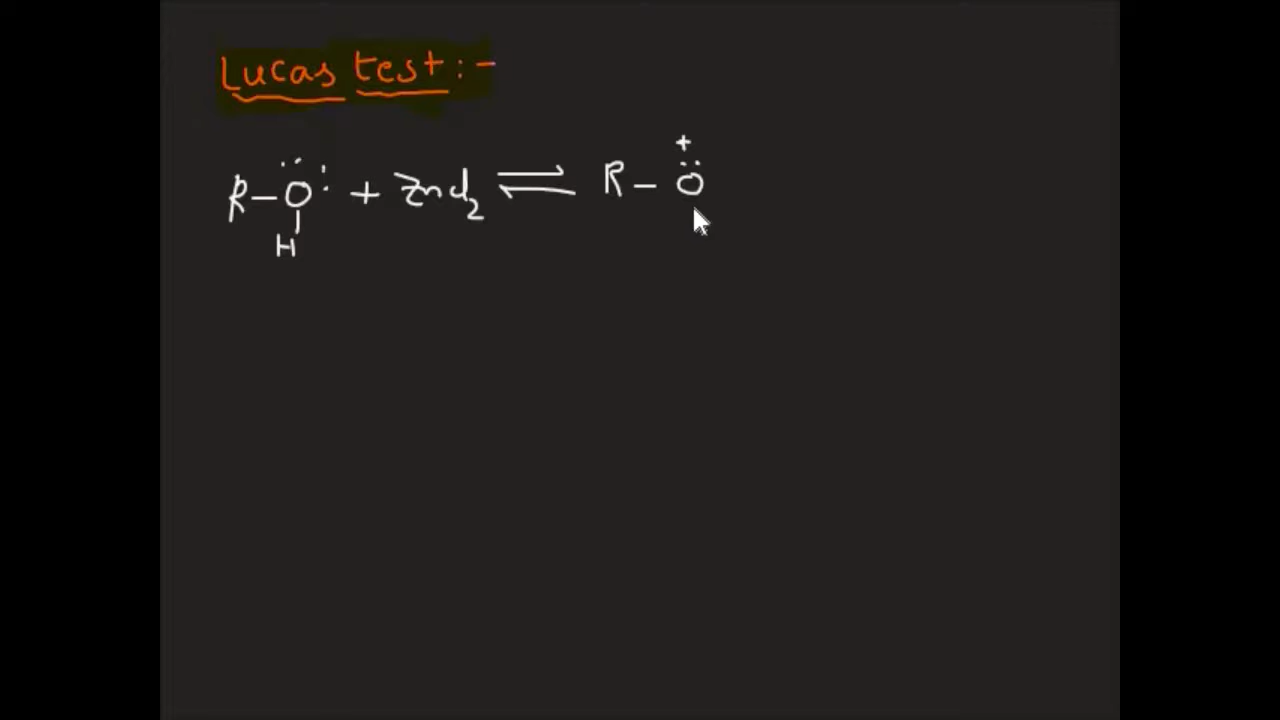 Lucas test:-
R-Ö: + ZnCl₂ ⇌ R-Ö⁺
H